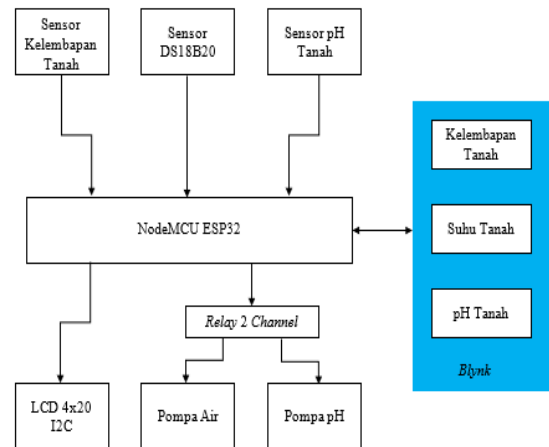 Sensor
Kelembapan
Tanah
Sensor
DS18B20
Sensor pH
Tanah
Kelembapan
Tanah
NodeMCU ESP32
Suhu Tanah
pH Tanah
Relay 2 Channel
Blynk
LCD 4x20
I2C
Pompa Air
Pompa pH